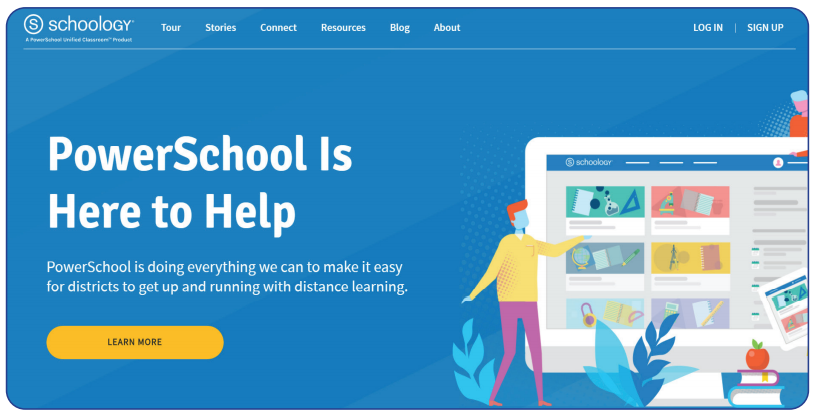 S schooloGY
A PowerSchool Unified Classroom™ Product
Tour Stories Connect Resources Blog About
LOG IN | SIGN UP
PowerSchool Is
Here to Help
PowerSchool is doing everything we can to make it easy
for districts to get up and running with distance learning.
LEARN MORE
S schooloGY